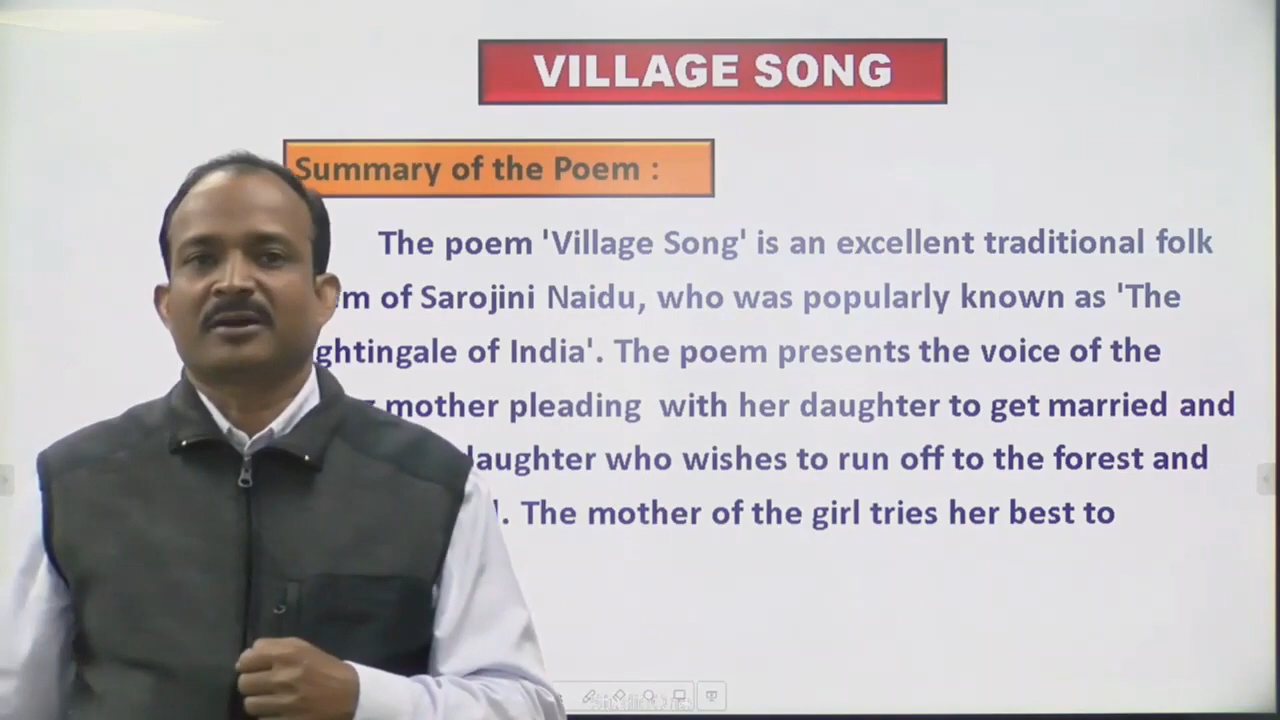 VILLAGE SONG
Summary of the Poem :
The poem 'Village Song' is an excellent traditional folk
m of Sarojini Naidu, who was popularly known as 'The
ghtingale of India'. The poem presents the voice of the
mother pleading with her daughter to get married and
daughter who wishes to run off to the forest and
. The mother of the girl tries her best to